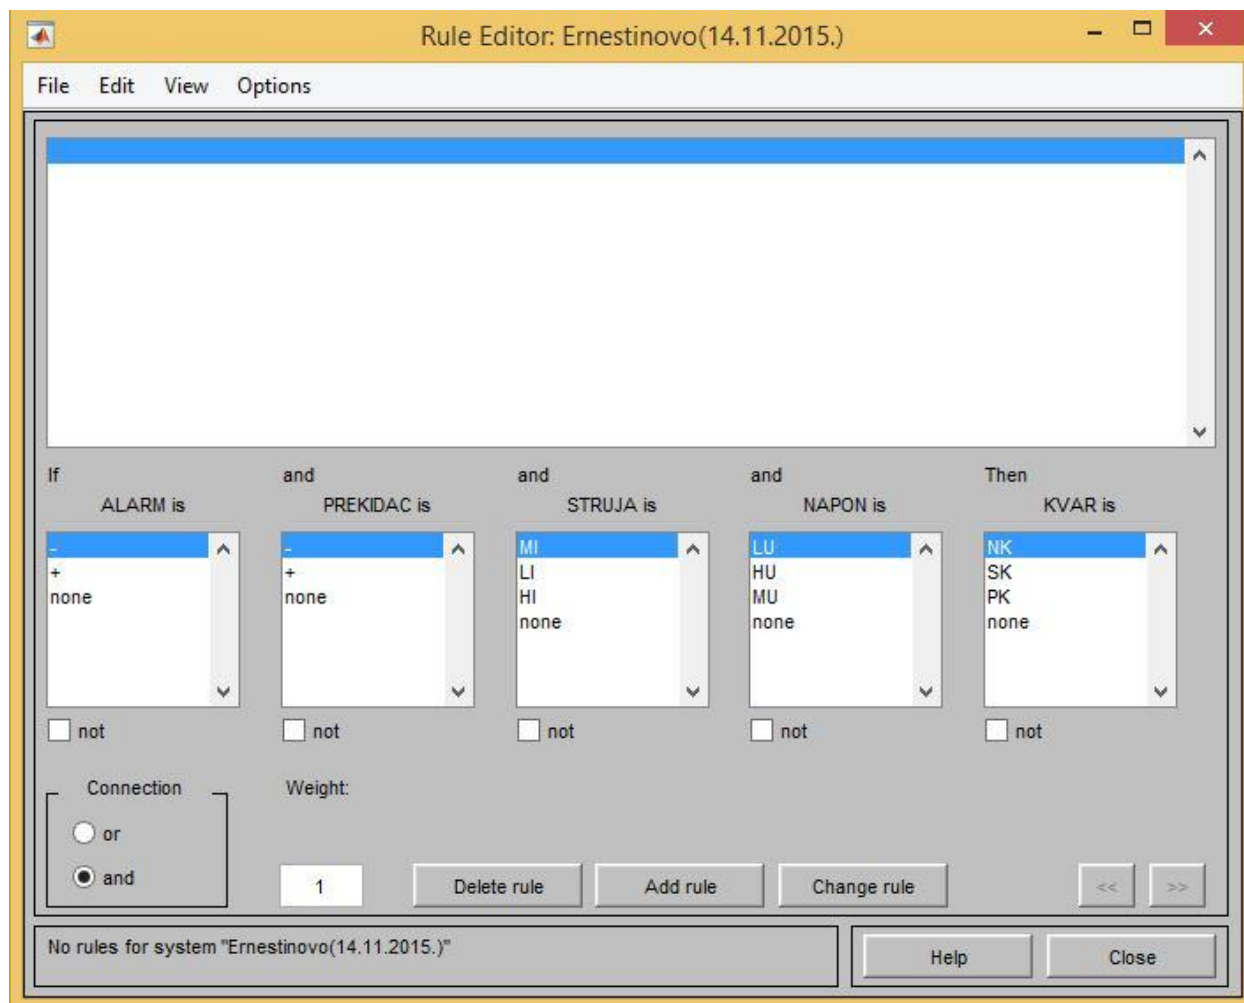 Rule Editor: Ernestinovo(14.11.2015.)
File Edit View Options
If and and and Then
ALARM is PREKIDAC is STRUJA is NAPON is KVAR is
- - MI LU NK
+ + LI HU SK
none none HI MU PK
none none none
not not not not not
Connection Weight:
or
and 1 Delete rule Add rule Change rule << >>
No rules for system "Ernestinovo(14.11.2015.)"
Help Close